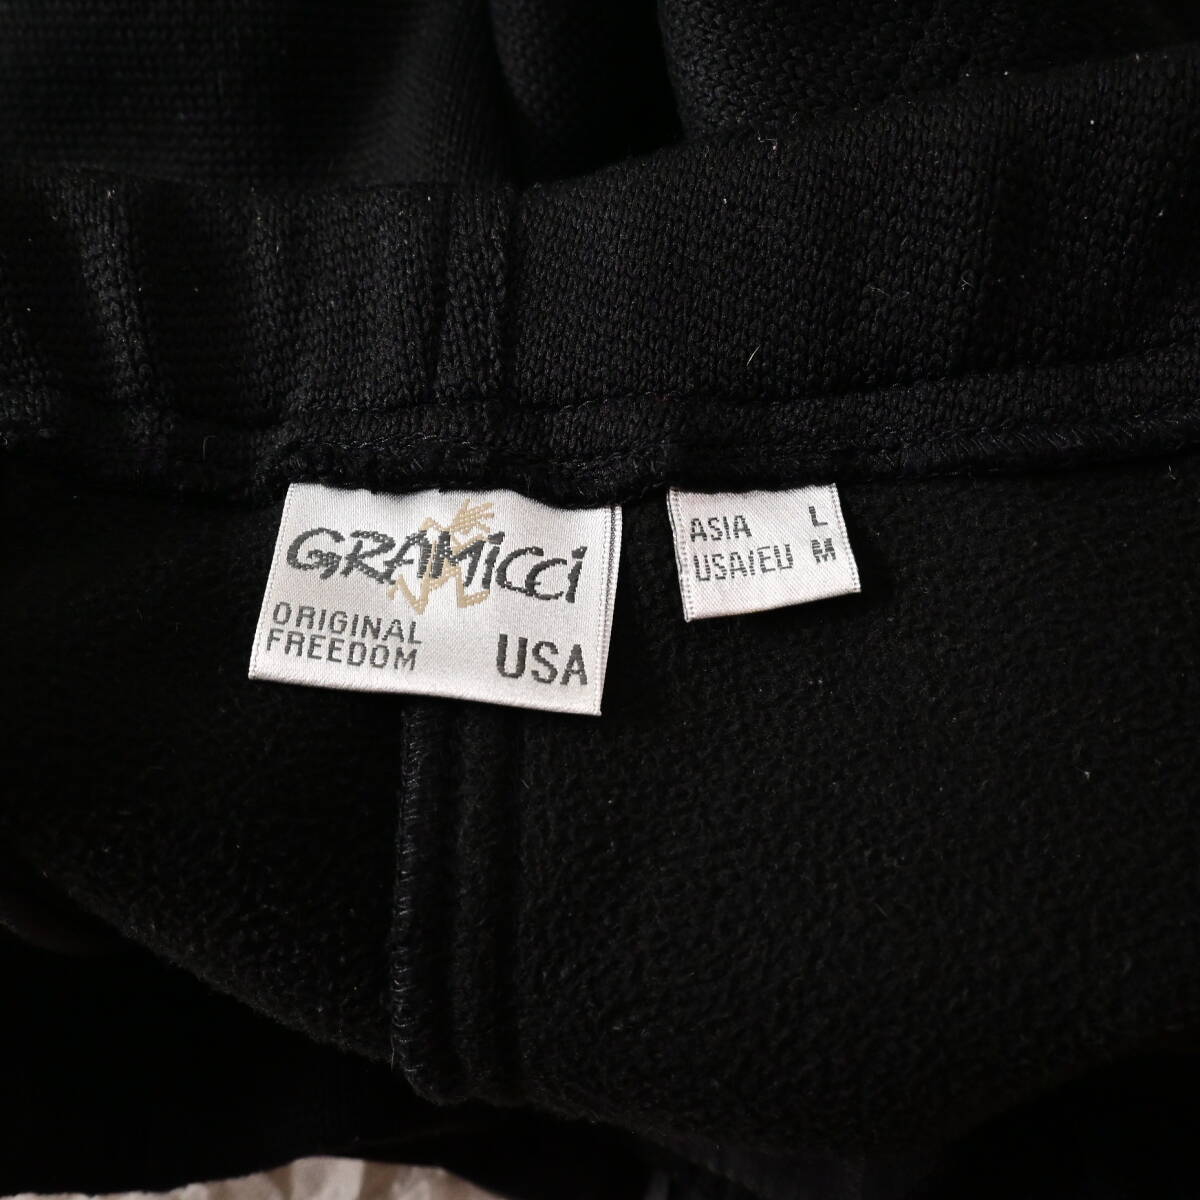 GRAMICCI
ORIGINAL
FREEDOM
USA
ASIA L
USA/EU M